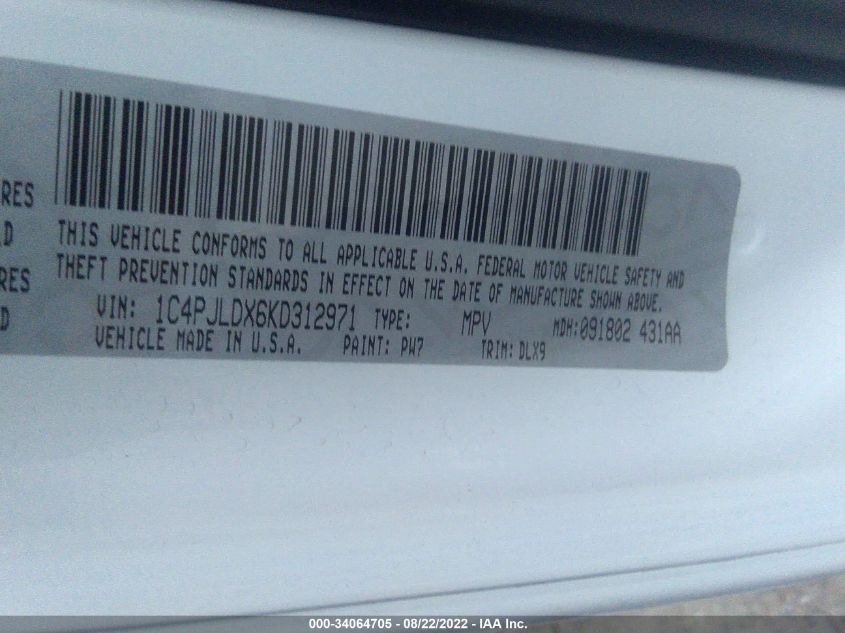 RES
D
RES
D
THIS VEHICLE CONFORMS TO ALL APPLICABLE U.S.A. FEDERAL MOTOR VEHICLE SAFETY AND
THEFT PREVENTION STANDARDS IN EFFECT ON THE DATE OF MANUFACTURE SHOWN ABOVE.
VIN: 1C4PJLDX6KD312971 TYPE: MPV MDH:091802 431AA
VEHICLE MADE IN U.S.A. PAINT: PW7 TRIM: DLX9
000-34064705 - 08/22/2022 - IAA Inc.